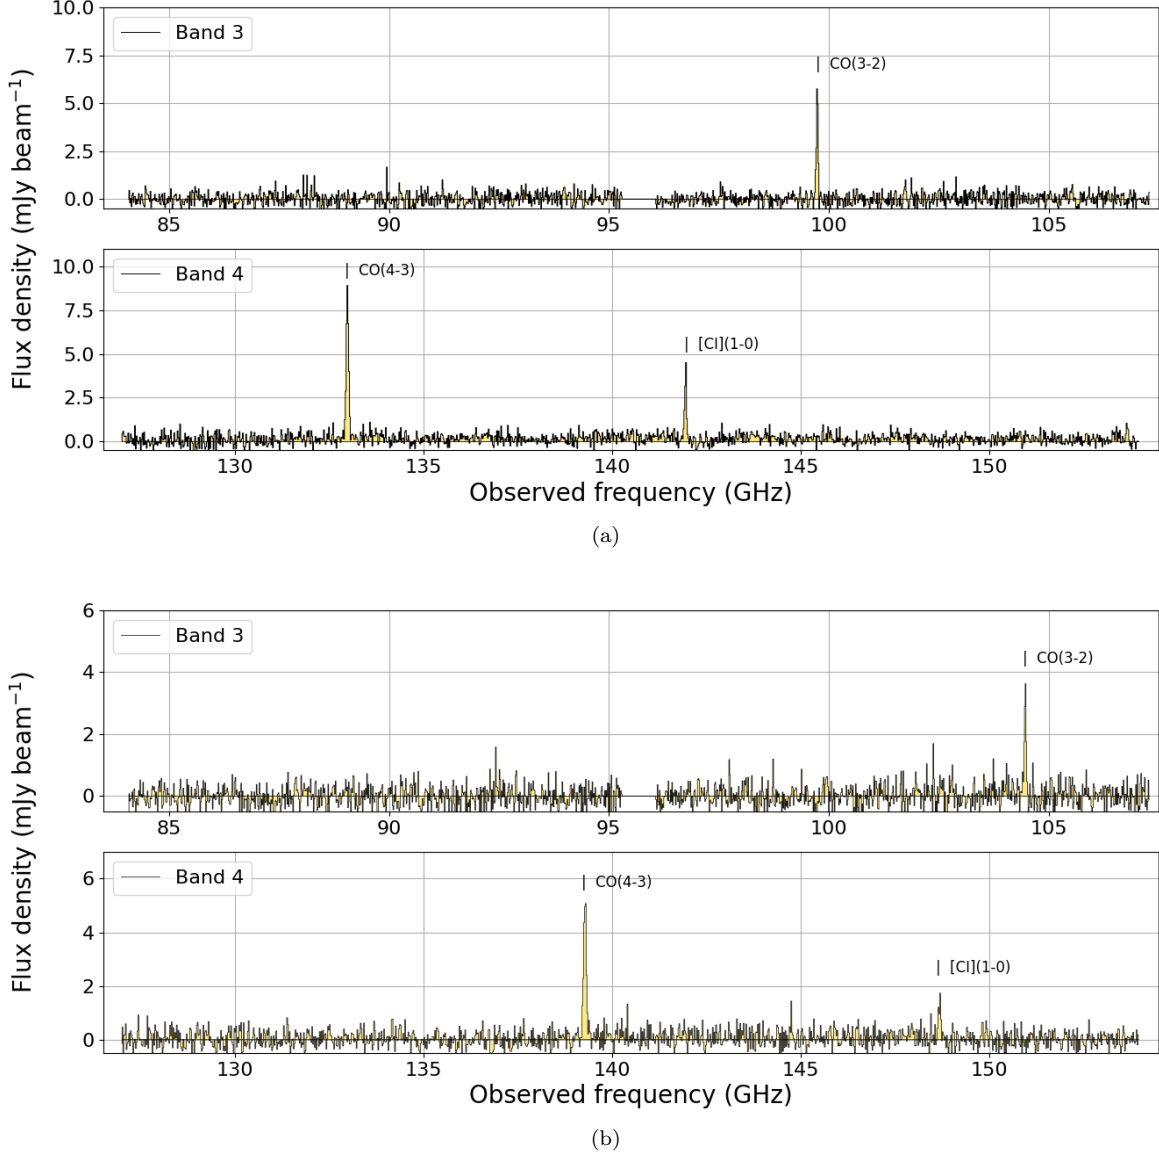 10.0
Band 3
CO(3-2)
7.5
5.0
2.5
0.0
85 90 95 100 105
Flux density (mJy beam⁻¹)
10.0
Band 4
CO(4-3)
7.5
[CI](1-0)
5.0
2.5
0.0
130 135 140 145 150
Observed frequency (GHz)
(a)
6
Band 3
CO(3-2)
4
2
0
85 90 95 100 105
Flux density (mJy beam⁻¹)
6
Band 4
CO(4-3)
4
[CI](1-0)
2
0
130 135 140 145 150
Observed frequency (GHz)
(b)